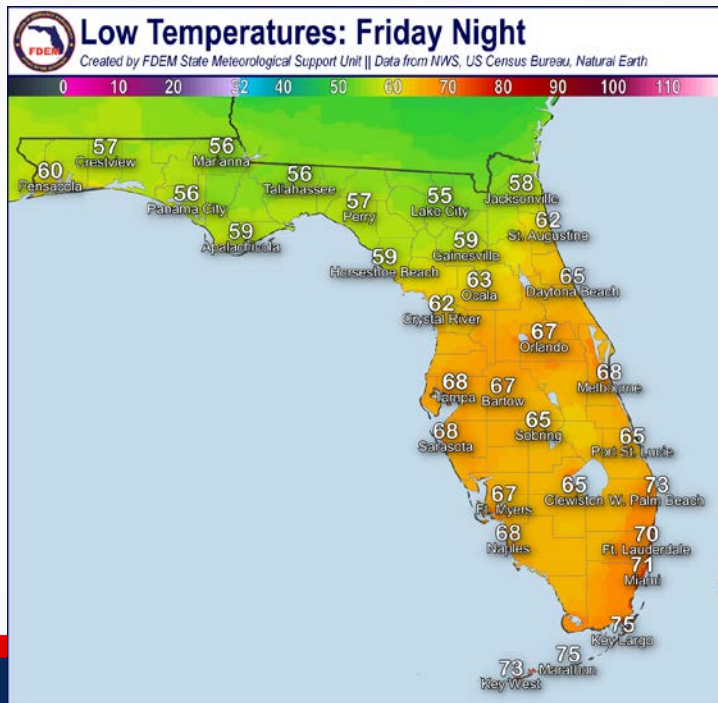 FDEM
Low Temperatures: Friday Night
Created by FDEM State Meteorological Support Unit || Data from NWS, US Census Bureau, Natural Earth
0 10 20 32 40 50 60 70 80 90 100 110
57
Crestview
56
Marianna
60
Pensacola
56
Tallahassee
58
Jacksonville
56
Panama City
57
Perry
55
Lake City
62
St. Augustine
59
Apalachicola
59
Gainesville
59
Horseshoe Beach
63
Ocala
65
Daytona Beach
62
Crystal River
67
Orlando
68
Melbourne
68
Tampa
67
Bartow
65
Sebring
68
Sarasota
65
Port St. Lucie
67
Ft. Myers
65
Clewiston
73
W. Palm Beach
68
Naples
70
Ft. Lauderdale
71
Miami
75
Key Largo
75
Marathon
73
Key West